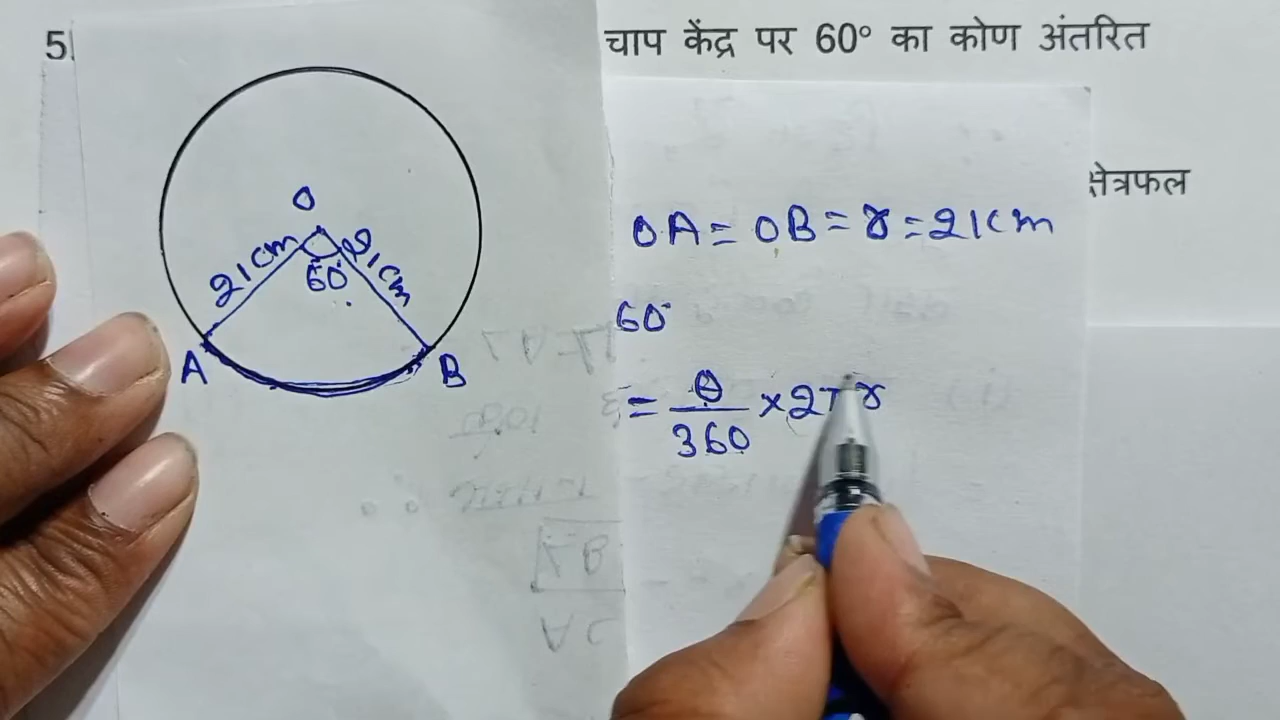 5
चाप केंद्र पर 60° का कोण अंतरित
क्षेत्रफल
O
21cm
60°
21cm
A
B
OA = OB = r = 21cm
60°
= θ/360 × 2πr